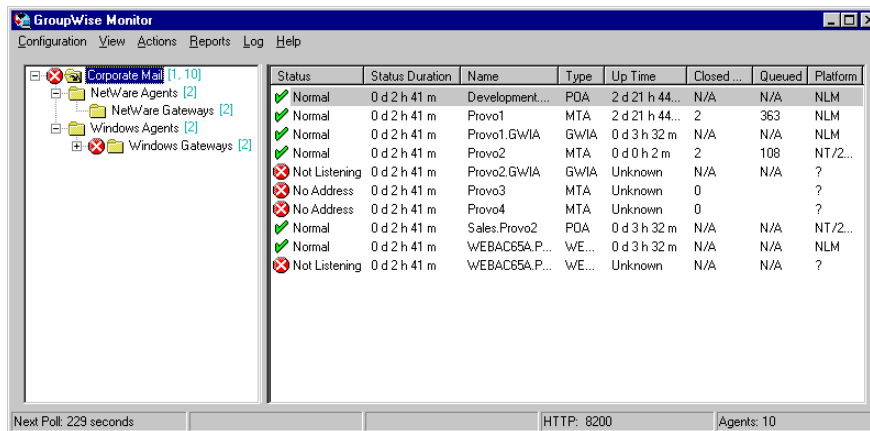 GroupWise Monitor
Configuration View Actions Reports Log Help
Corporate Mail [1, 10]
NetWare Agents [2]
NetWare Gateways [2]
Windows Agents [2]
Windows Gateways [2]
Status Status Duration Name Type Up Time Closed ... Queued Platform
Normal 0 d 2 h 41 m Development.... POA 2 d 21 h 44... N/A N/A NLM
Normal 0 d 2 h 41 m Provo1 MTA 2 d 21 h 44... 2 363 NLM
Normal 0 d 2 h 41 m Provo1.GWIA GWIA 0 d 3 h 32 m N/A N/A NLM
Normal 0 d 2 h 41 m Provo2 MTA 0 d 0 h 2 m 2 108 NT/2...
Not Listening 0 d 2 h 41 m Provo2.GWIA GWIA Unknown N/A N/A ?
No Address 0 d 2 h 41 m Provo3 MTA Unknown 0 ?
No Address 0 d 2 h 41 m Provo4 MTA Unknown 0 ?
Normal 0 d 2 h 41 m Sales.Provo2 POA 0 d 3 h 32 m N/A N/A NT/2...
Normal 0 d 2 h 41 m WEBAC65A.P... WE... 0 d 3 h 32 m N/A N/A NLM
Not Listening 0 d 2 h 41 m WEBAC65A.P... WE... Unknown N/A N/A ?
Next Poll: 229 seconds HTTP: 8200 Agents: 10